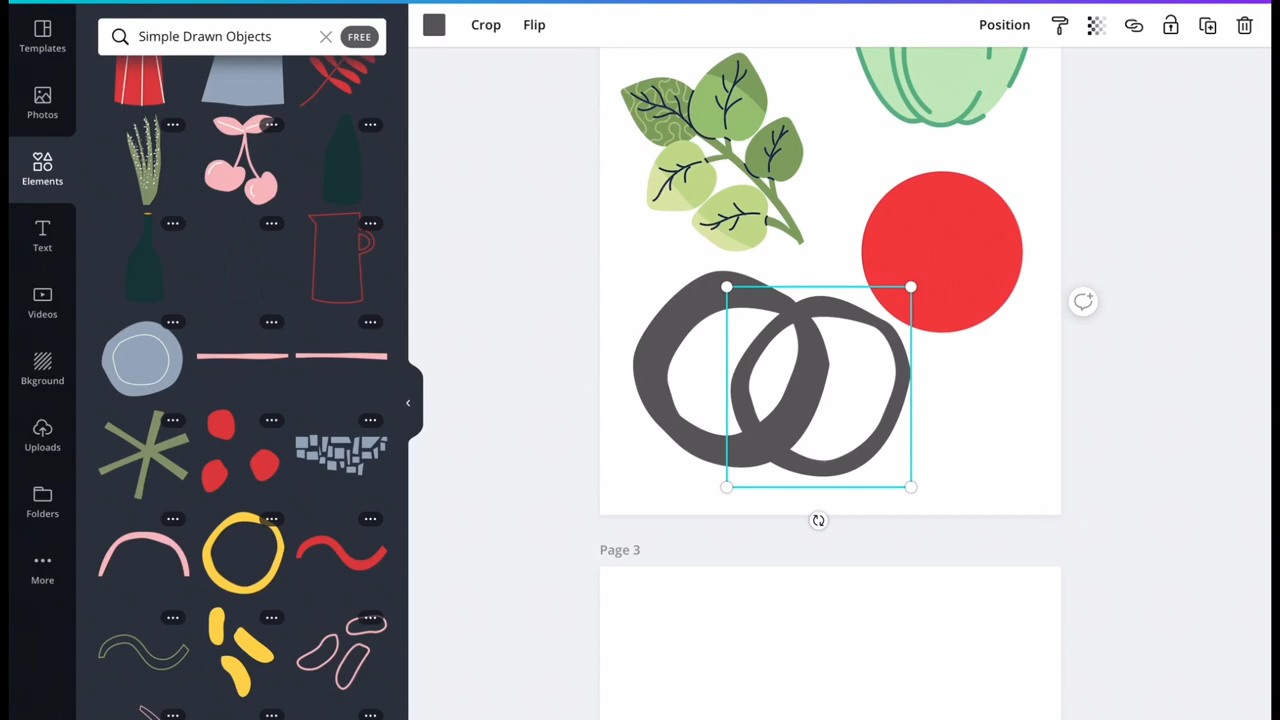 Templates
Photos
Elements
Text
Videos
Bkground
Uploads
Folders
More
Simple Drawn Objects
FREE
Crop
Flip
Position
Page 3